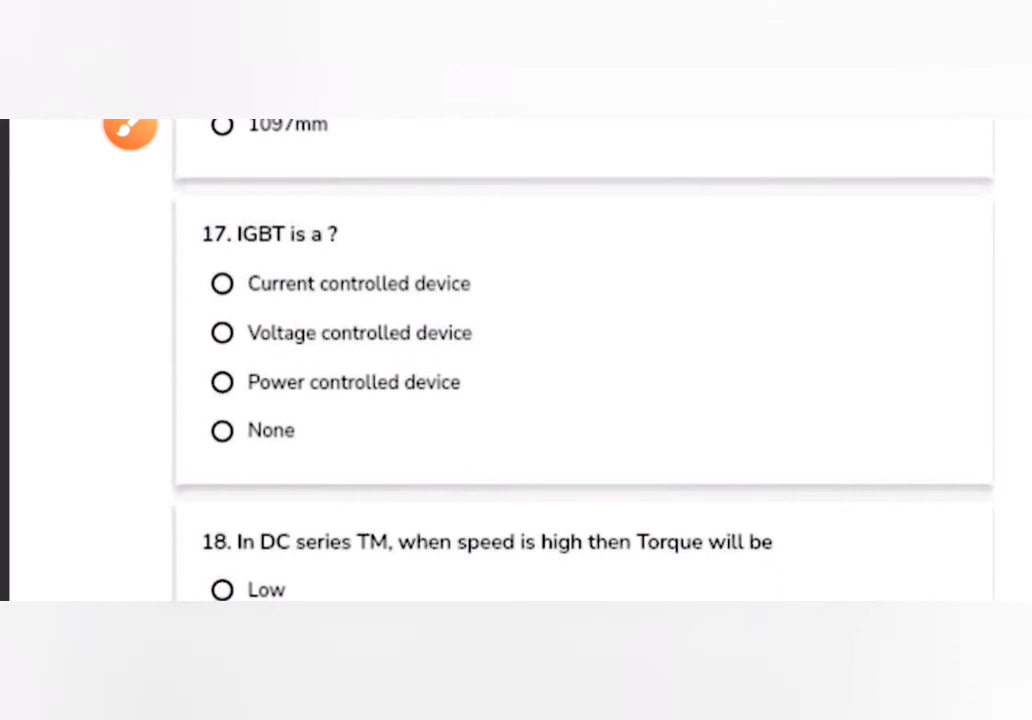 1097mm
17. IGBT is a ?
Current controlled device
Voltage controlled device
Power controlled device
None
18. In DC series TM, when speed is high then Torque will be
Low